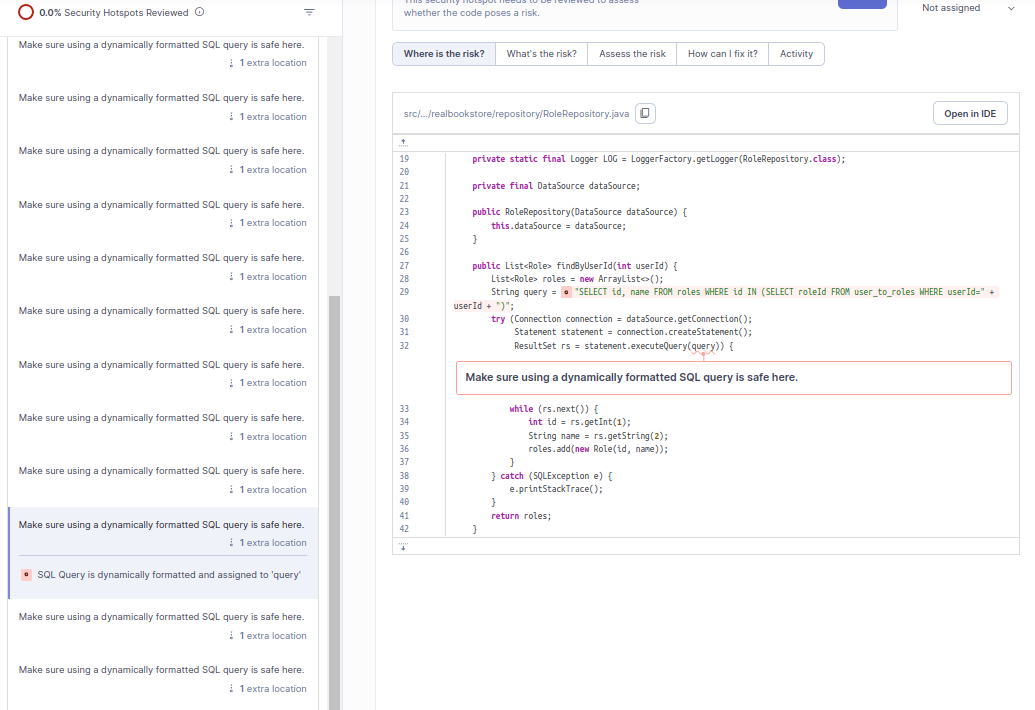 0.0% Security Hotspots Reviewed
Make sure using a dynamically formatted SQL query is safe here.
1 extra location
Make sure using a dynamically formatted SQL query is safe here.
1 extra location
Make sure using a dynamically formatted SQL query is safe here.
1 extra location
Make sure using a dynamically formatted SQL query is safe here.
1 extra location
Make sure using a dynamically formatted SQL query is safe here.
1 extra location
Make sure using a dynamically formatted SQL query is safe here.
1 extra location
Make sure using a dynamically formatted SQL query is safe here.
1 extra location
Make sure using a dynamically formatted SQL query is safe here.
1 extra location
Make sure using a dynamically formatted SQL query is safe here.
1 extra location
Make sure using a dynamically formatted SQL query is safe here.
1 extra location
SQL Query is dynamically formatted and assigned to 'query'
Make sure using a dynamically formatted SQL query is safe here.
1 extra location
Make sure using a dynamically formatted SQL query is safe here.
1 extra location
This security hotspot needs to be reviewed to assess
whether the code poses a risk.
Not assigned
Where is the risk? What's the risk? Assess the risk How can I fix it? Activity
src/.../realbookstore/repository/RoleRepository.java
Open in IDE
19 private static final Logger LOG = LoggerFactory.getLogger(RoleRepository.class);
20
21 private final DataSource dataSource;
22
23 public RoleRepository(DataSource dataSource) {
24 this.dataSource = dataSource;
25 }
26
27 public List<Role> findByUserId(int userId) {
28 List<Role> roles = new ArrayList<>();
29 String query = "SELECT id, name FROM roles WHERE id IN (SELECT roleId FROM user_to_roles WHERE userId=" +
userId + ")";
30 try (Connection connection = dataSource.getConnection();
31 Statement statement = connection.createStatement();
32 ResultSet rs = statement.executeQuery(query)) {
Make sure using a dynamically formatted SQL query is safe here.
33 while (rs.next()) {
34 int id = rs.getInt(1);
35 String name = rs.getString(2);
36 roles.add(new Role(id, name));
37 }
38 } catch (SQLException e) {
39 e.printStackTrace();
40 }
41 return roles;
42 }